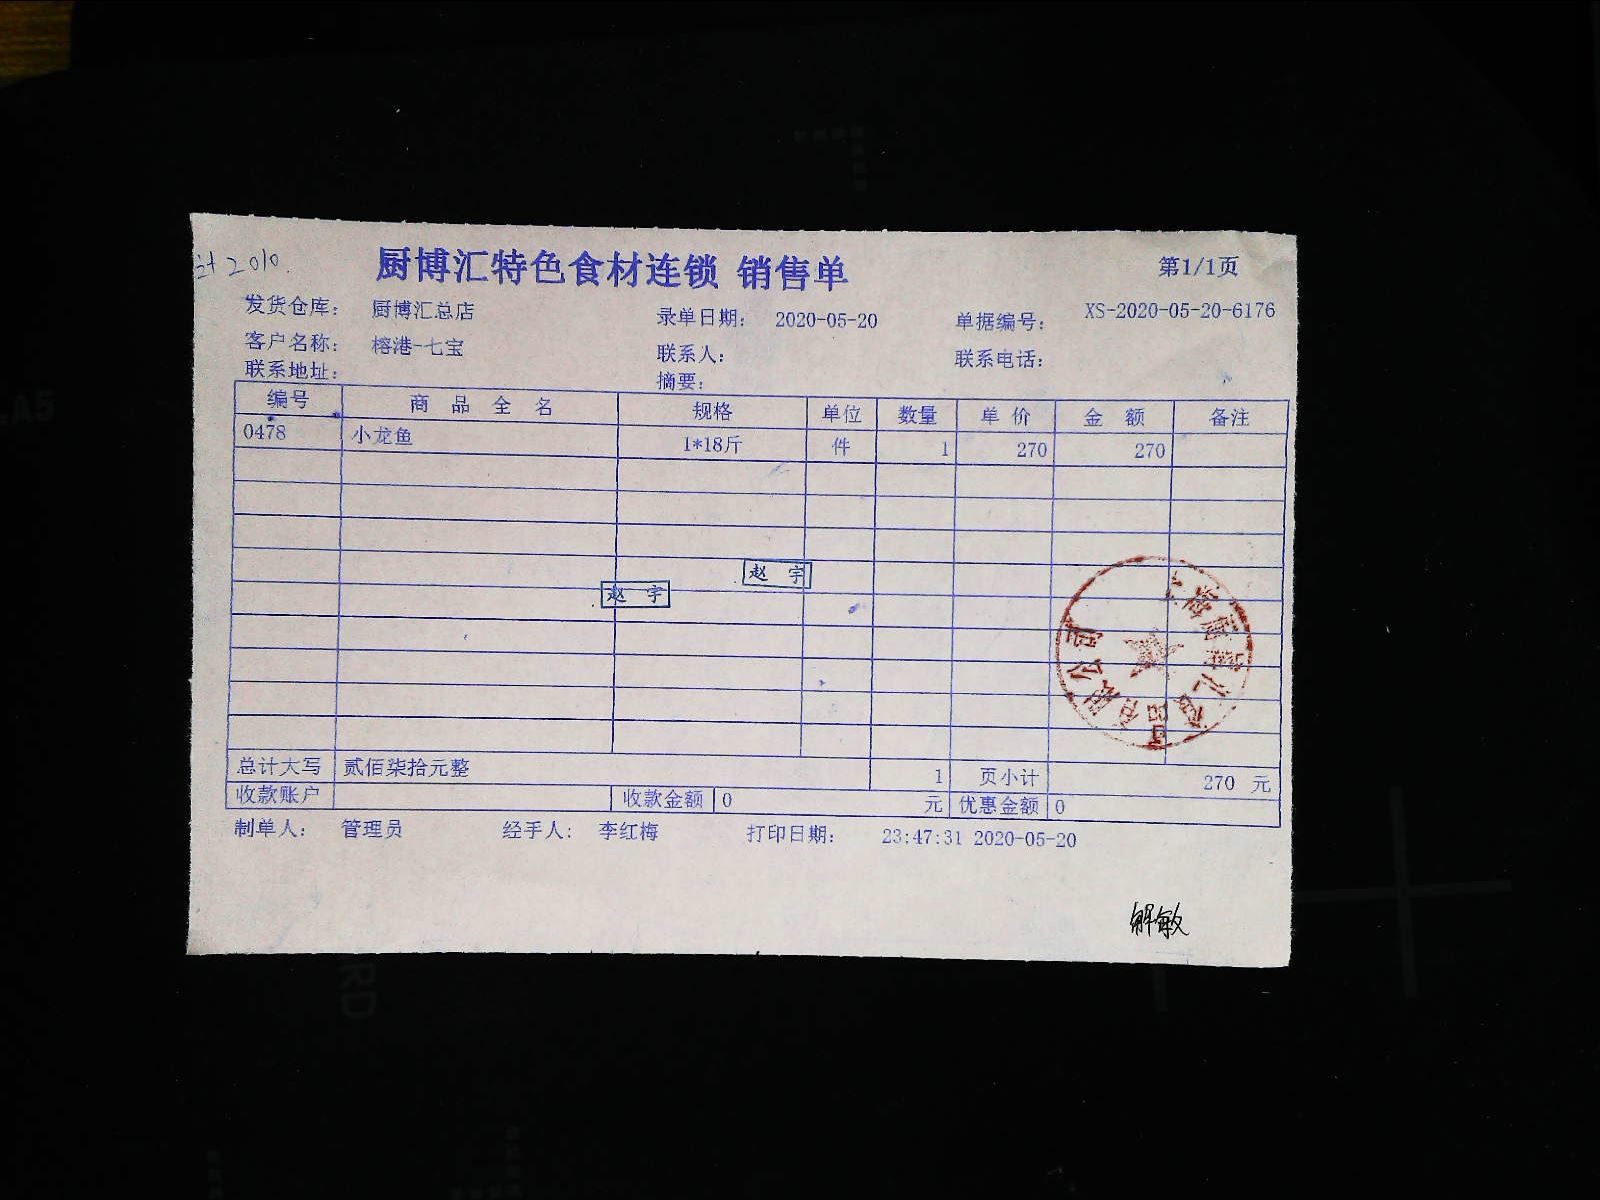 计2010
厨博汇特色食材连锁 销售单 第1/1页
发货仓库： 厨博汇总店 录单日期： 2020-05-20 单据编号： XS-2020-05-20-6176
客户名称： 榕港-七宝 联系人： 联系电话：
联系地址： 摘要：
编号 商品全名 规格 单位 数量 单价 金额 备注
0478 小龙鱼 1*18斤 件 1 270 270
赵 宇
赵 宇
总计大写 贰佰柒拾元整 1 页小计 270 元
收款账户 收款金额 0 元 优惠金额 0
制单人： 管理员 经手人： 李红梅 打印日期： 23:47:31 2020-05-20
解敏